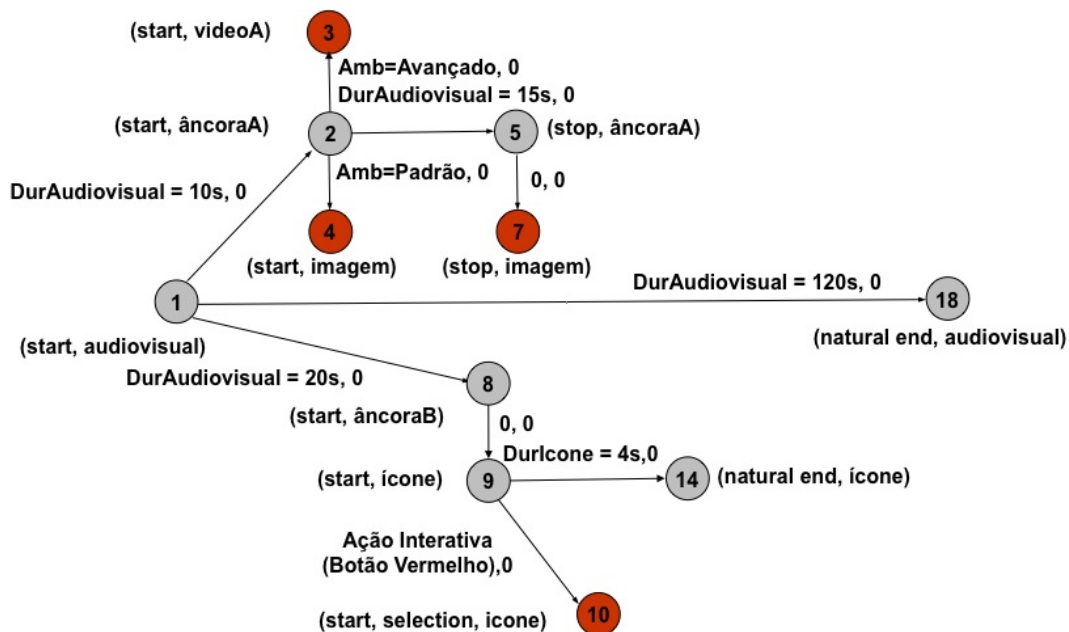 (start, videoA)
3
Amb=Avançado, 0
DurAudiovisual = 15s, 0
(start, âncoraA)
2
5
(stop, âncoraA)
Amb=Padrão, 0
0, 0
DurAudiovisual = 10s, 0
4
7
(start, imagem)
(stop, imagem)
DurAudiovisual = 120s, 0
1
18
(start, audiovisual)
(natural end, audiovisual)
DurAudiovisual = 20s, 0
8
(start, âncoraB)
0, 0
DurIcone = 4s,0
(start, ícone)
9
14
(natural end, ícone)
Ação Interativa
(Botão Vermelho),0
(start, selection, icone)
10